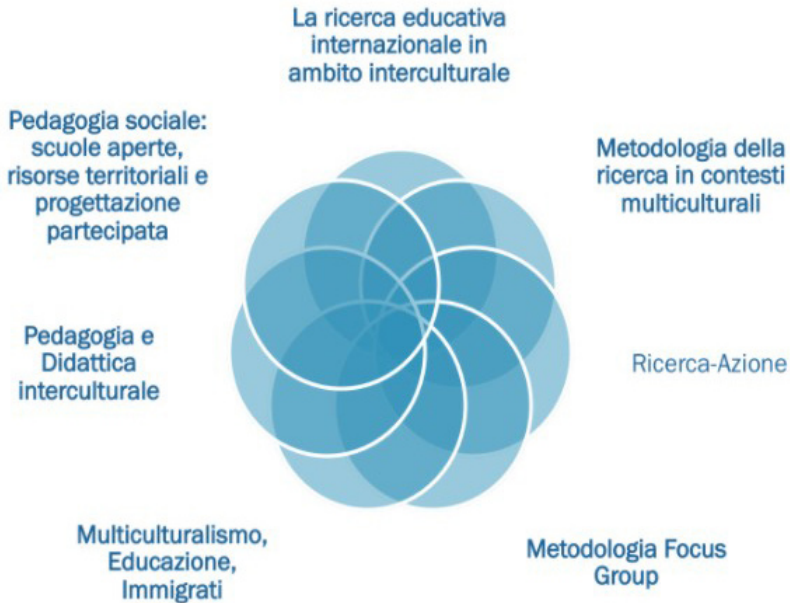 La ricerca educativa
internazionale in
ambito interculturale
Metodologia della
ricerca in contesti
multiculturali
Ricerca-Azione
Metodologia Focus
Group
Multiculturalismo,
Educazione,
Immigrati
Pedagogia e
Didattica
interculturale
Pedagogia sociale:
scuole aperte,
risorse territoriali e
progettazione
partecipata